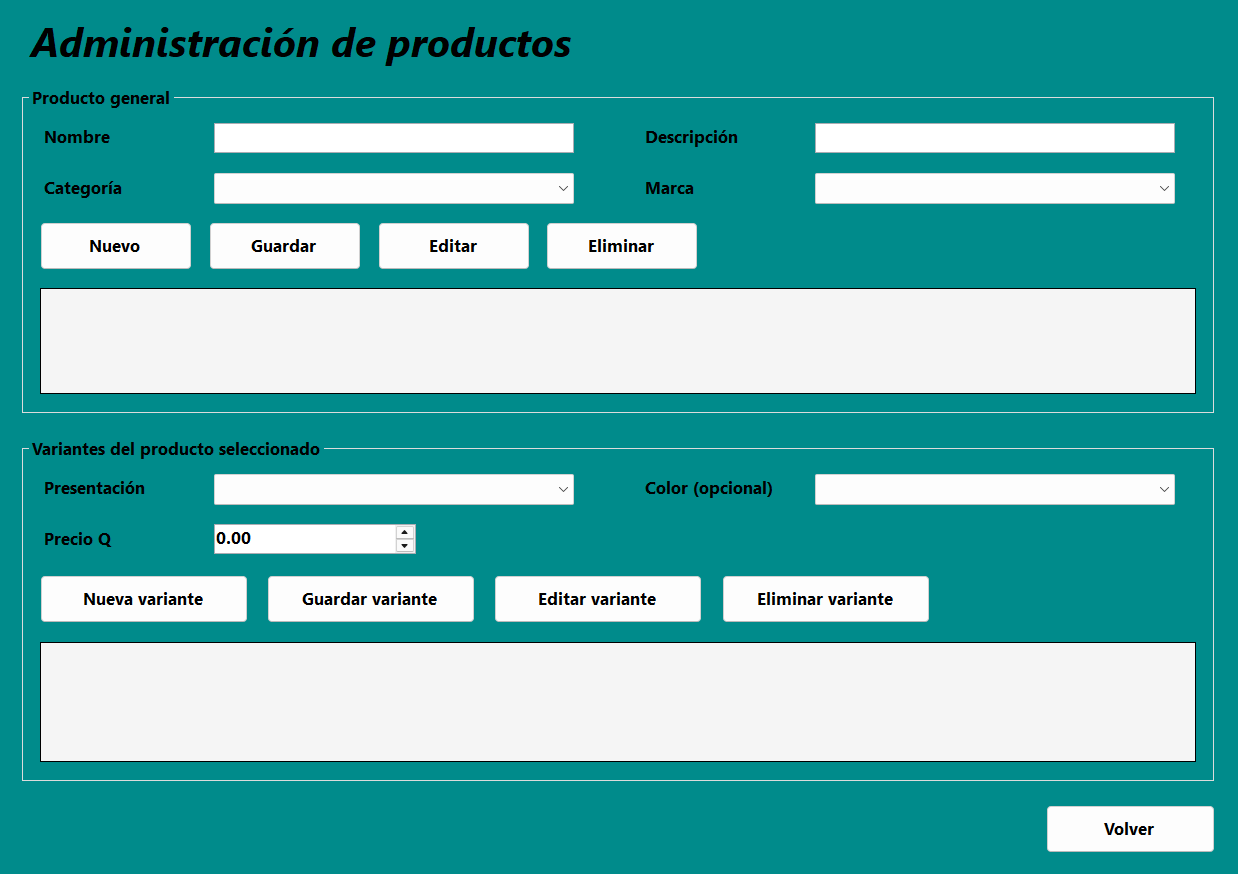 Administración de productos
Producto general
Nombre
Descripción
Categoría
Marca
Nuevo
Guardar
Editar
Eliminar
Variantes del producto seleccionado
Presentación
Color (opcional)
Precio Q
0.00
Nueva variante
Guardar variante
Editar variante
Eliminar variante
Volver